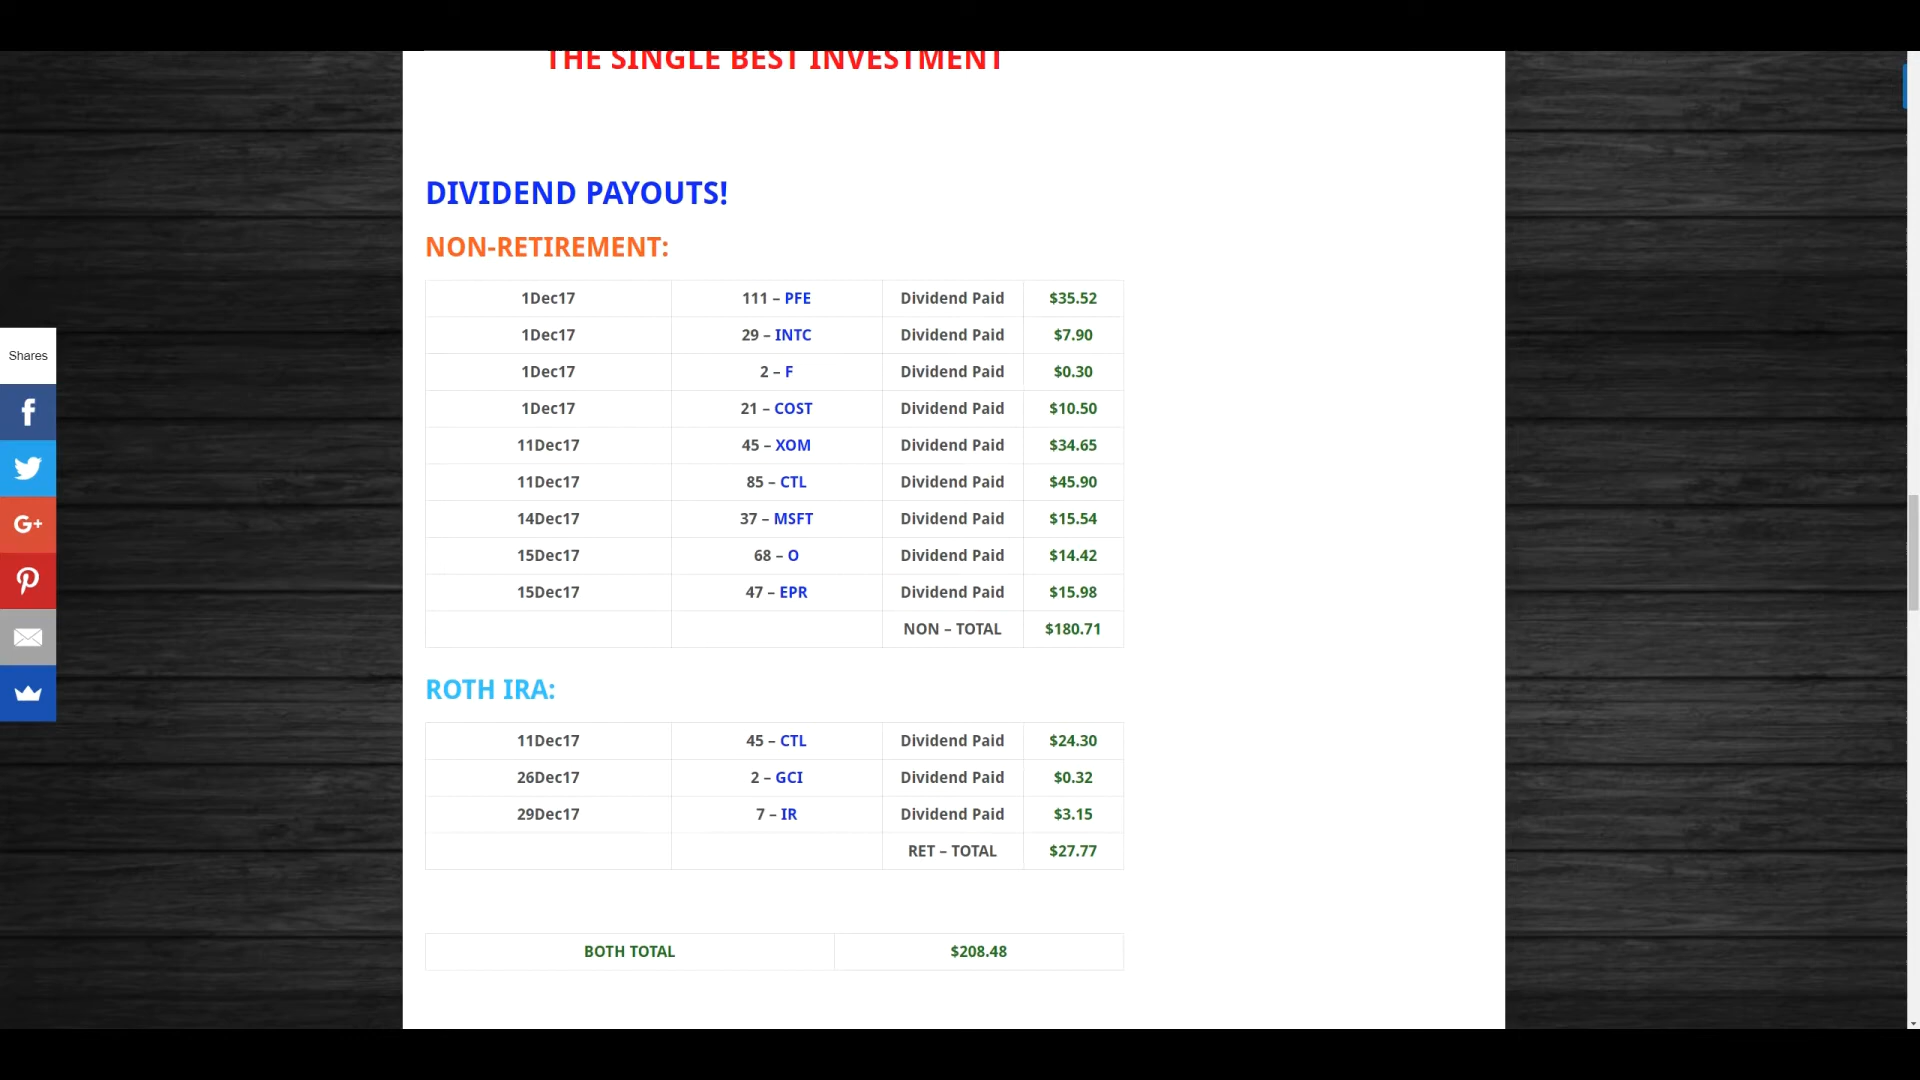 THE SINGLE BEST INVESTMENT
DIVIDEND PAYOUTS!
NON-RETIREMENT:
1Dec17 111 – PFE Dividend Paid $35.52
1Dec17 29 – INTC Dividend Paid $7.90
1Dec17 2 – F Dividend Paid $0.30
1Dec17 21 – COST Dividend Paid $10.50
11Dec17 45 – XOM Dividend Paid $34.65
11Dec17 85 – CTL Dividend Paid $45.90
14Dec17 37 – MSFT Dividend Paid $15.54
15Dec17 68 – O Dividend Paid $14.42
15Dec17 47 – EPR Dividend Paid $15.98
NON – TOTAL $180.71
Shares
f
G+
ROTH IRA:
11Dec17 45 – CTL Dividend Paid $24.30
26Dec17 2 – GCI Dividend Paid $0.32
29Dec17 7 – IR Dividend Paid $3.15
RET – TOTAL $27.77
BOTH TOTAL $208.48